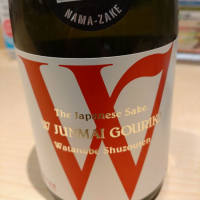 NAMA-ZAKE
W
The Japanese Sake
W JUNMAI GOURIKI
Watanabe Shuzouten